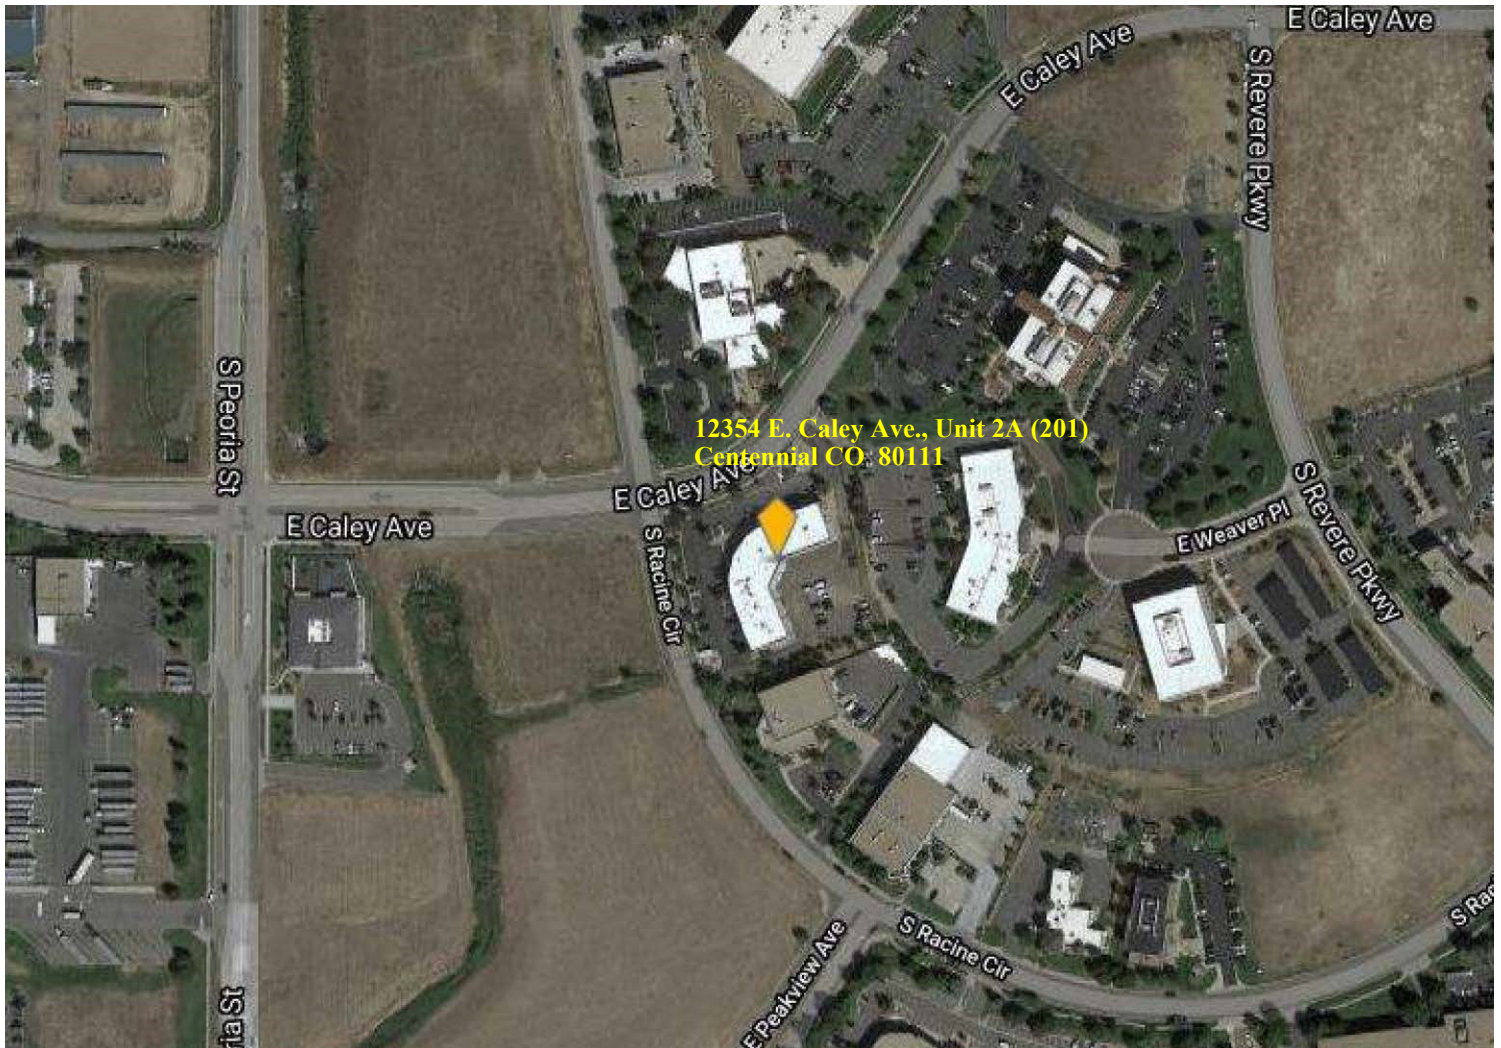 E Caley Ave
E Caley Ave
S Revere Pkwy
S Peoria St
12354 E. Caley Ave., Unit 2A (201)
Centennial CO 80111
E Caley Ave
E Caley Ave
S Racine Cir
E Weaver Pl
S Revere Pkwy
S Racine Cir
E Peakview Ave
S Rac
ria St